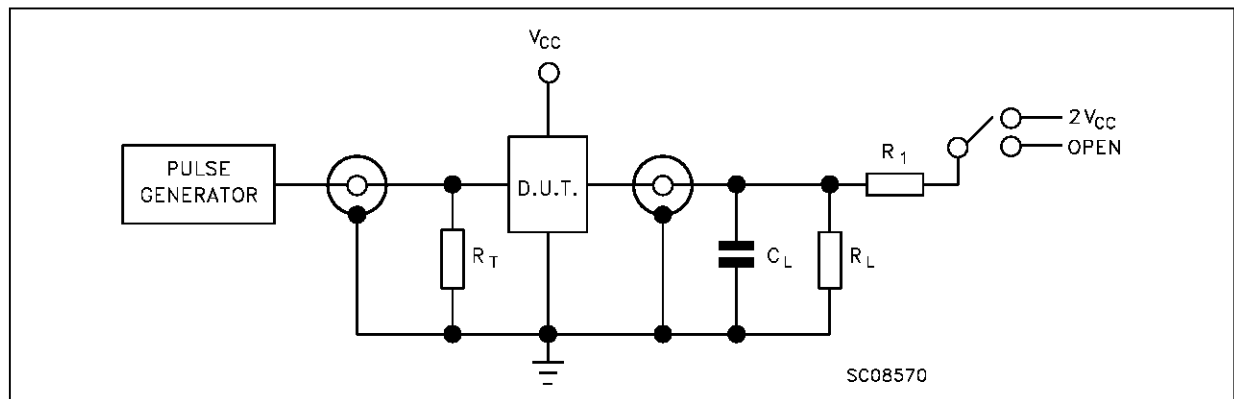 VCC
2VCC
OPEN
R1
PULSE
GENERATOR
D.U.T.
RT
CL
RL
SC08570